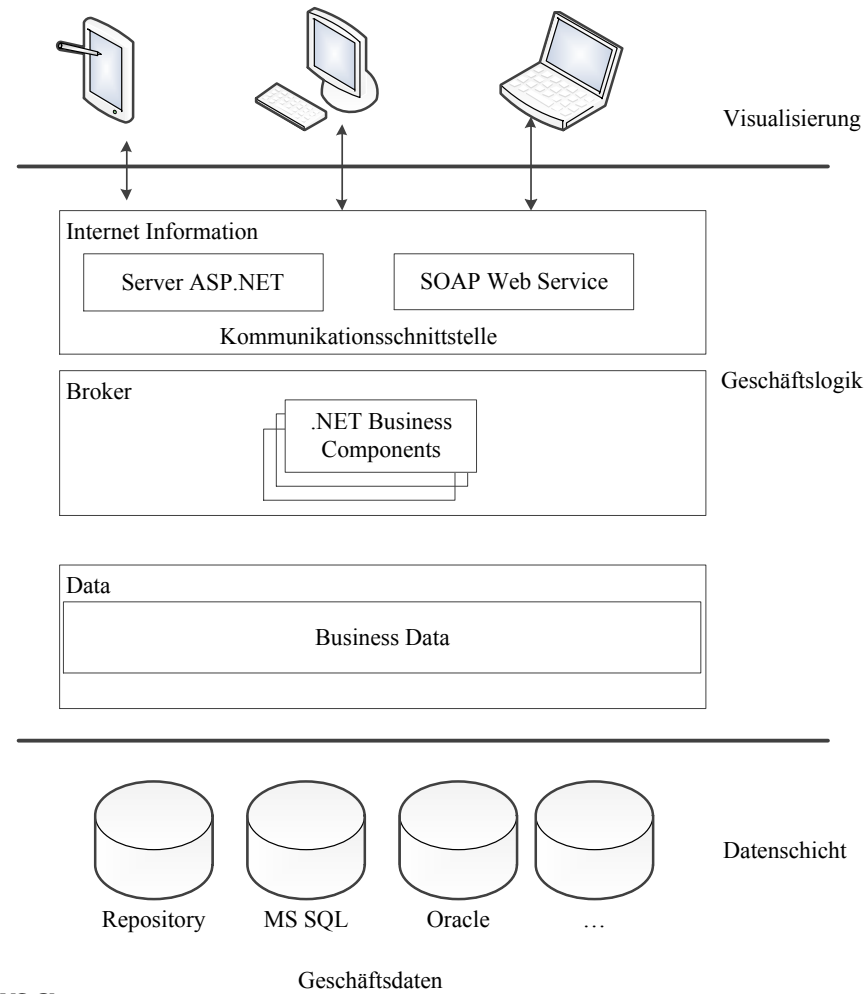 Visualisierung
Internet Information
Server ASP.NET
SOAP Web Service
Kommunikationsschnittstelle
Geschäftslogik
Broker
.NET Business
Components
Data
Business Data
Datenschicht
Repository
MS SQL
Oracle
…
Geschäftsdaten